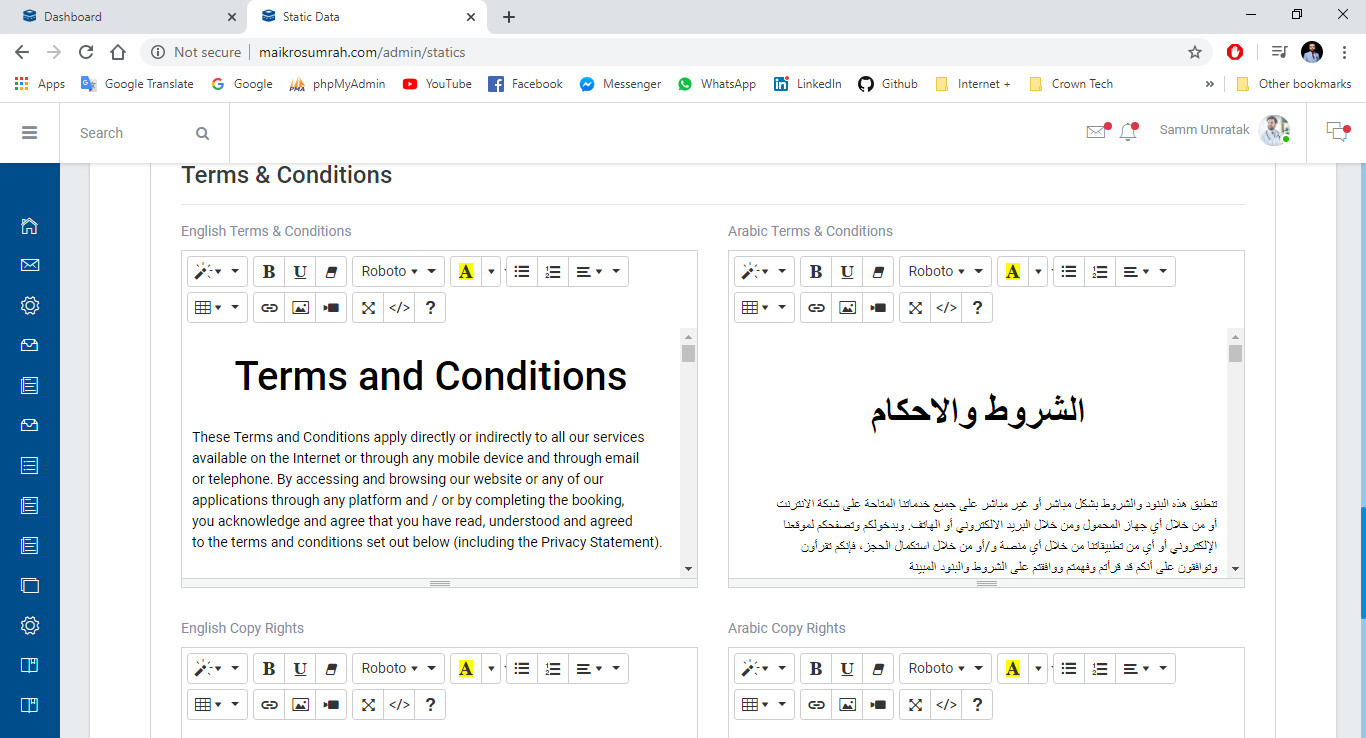 Dashboard
Static Data
Not secure
maikrosumrah.com/admin/statics
Apps
Google Translate
Google
phpMyAdmin
YouTube
Facebook
Messenger
WhatsApp
LinkedIn
Github
Internet +
Crown Tech
»
Other bookmarks
Search
Samm Umratak
Terms & Conditions
English Terms & Conditions
B U Roboto A
</> ?
Terms and Conditions
These Terms and Conditions apply directly or indirectly to all our services
available on the Internet or through any mobile device and through email
or telephone. By accessing and browsing our website or any of our
applications through any platform and / or by completing the booking,
you acknowledge and agree that you have read, understood and agreed
to the terms and conditions set out below (including the Privacy Statement).
Arabic Terms & Conditions
B U Roboto A
</> ?
الشروط والاحكام
تنطبق هذه البنود والشروط بشكل مباشر أو غير مباشر على جميع خدماتنا المتاحة على شبكة الانترنت
أو من خلال أي جهاز المحمول ومن خلال البريد الالكتروني أو الهاتف. وبدخولكم وتصفحكم لموقعنا
الإلكتروني أو أي من تطبيقاتنا من خلال أي منصة و/أو من خلال استكمال الحجز، فإنكم تقرأون
وتوافقون على أنكم قد قرأتم وفهمتم ووافقتم على الشروط والبنود المبينة
English Copy Rights
B U Roboto A
</> ?
Arabic Copy Rights
B U Roboto A
</> ?